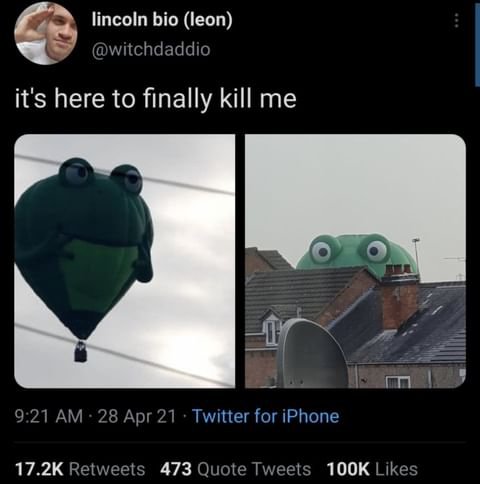 lincoln bio (leon)
@witchdaddio
it's here to finally kill me
9:21 AM · 28 Apr 21 · Twitter for iPhone
17.2K Retweets 473 Quote Tweets 100K Likes